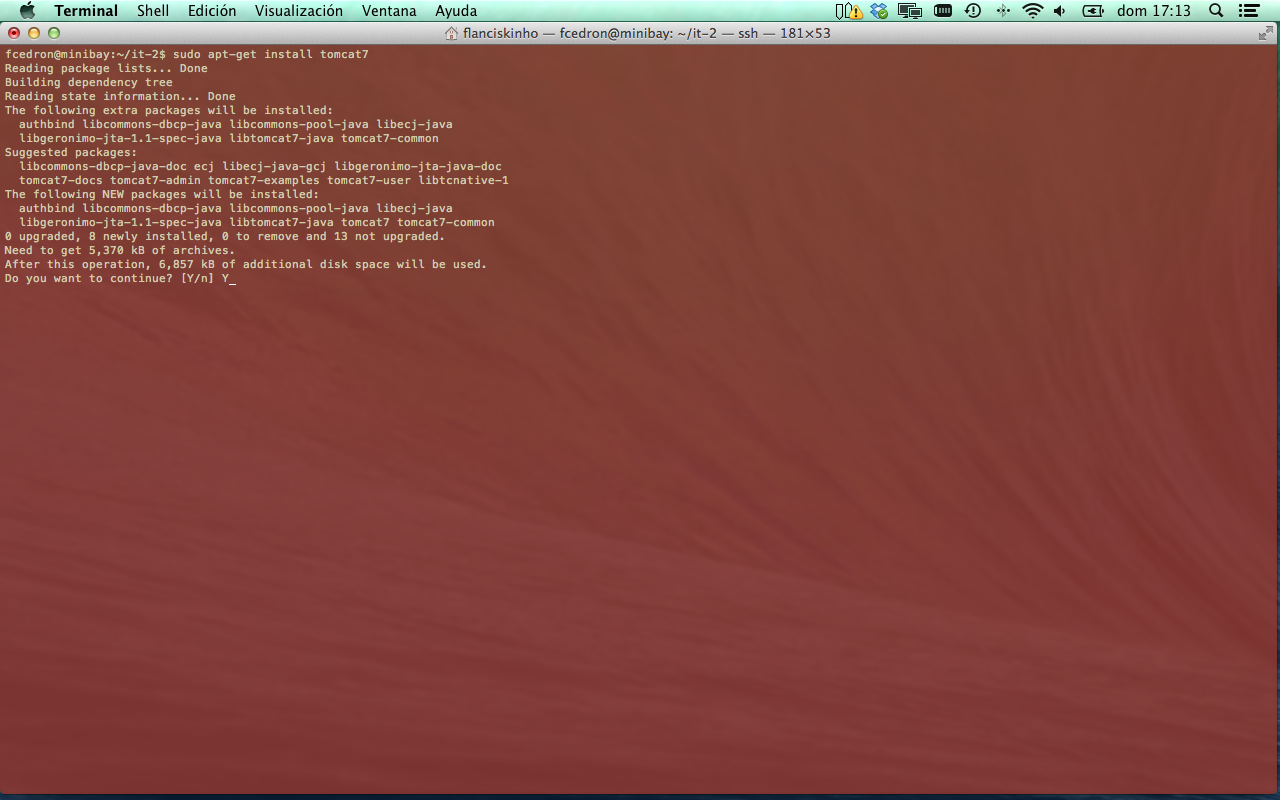 Terminal Shell Edición Visualización Ventana Ayuda dom 17:13
flanciskinho — fcedron@minibay: ~/it-2 — ssh — 181×53
fcedron@minibay:~/it-2$ sudo apt-get install tomcat7
Reading package lists... Done
Building dependency tree
Reading state information... Done
The following extra packages will be installed:
  authbind libcommons-dbcp-java libcommons-pool-java libecj-java
  libgeronimo-jta-1.1-spec-java libtomcat7-java tomcat7-common
Suggested packages:
  libcommons-dbcp-java-doc ecj libecj-java-gcj libgeronimo-jta-java-doc
  tomcat7-docs tomcat7-admin tomcat7-examples tomcat7-user libtcnative-1
The following NEW packages will be installed:
  authbind libcommons-dbcp-java libcommons-pool-java libecj-java
  libgeronimo-jta-1.1-spec-java libtomcat7-java tomcat7 tomcat7-common
0 upgraded, 8 newly installed, 0 to remove and 13 not upgraded.
Need to get 5,370 kB of archives.
After this operation, 6,857 kB of additional disk space will be used.
Do you want to continue? [Y/n] Y